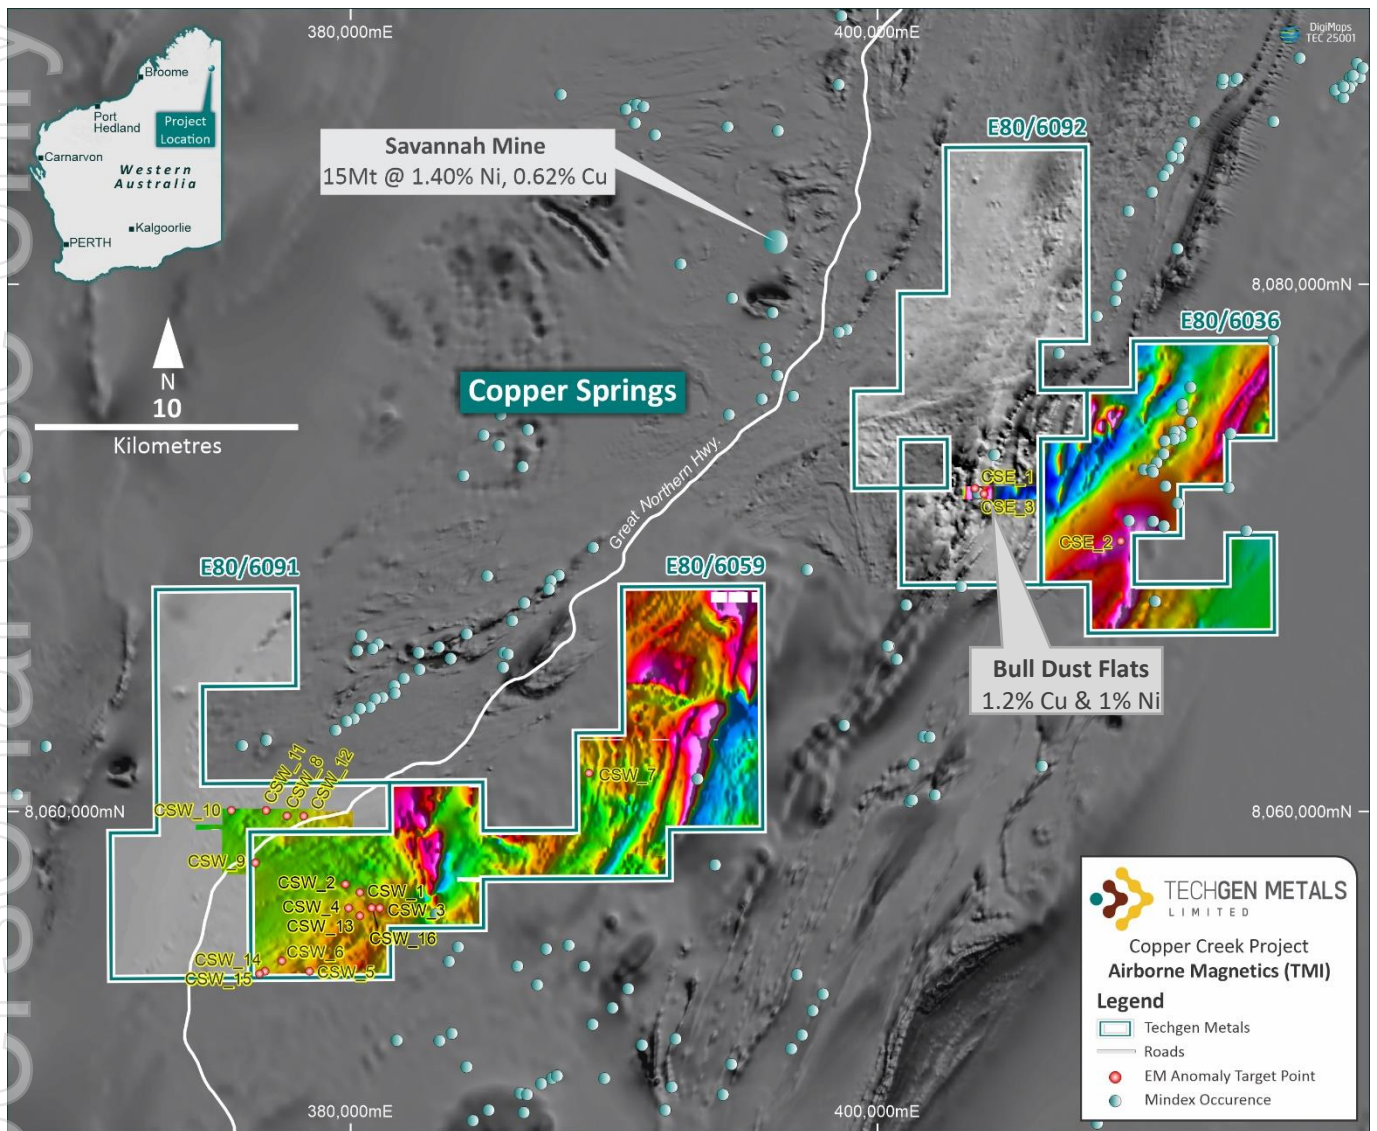 380,000mE
400,000mE
DigiMaps
TEC 25001
Broome
Port
Hedland
Project
Location
Carnarvon
Western
Australia
Kalgoorlie
PERTH
Savannah Mine
15Mt @ 1.40% Ni, 0.62% Cu
E80/6092
8,080,000mN
E80/6036
N
10
Kilometres
Copper Springs
Great Northern Hwy.
CSE_1
CSE_3
CSE_2
E80/6091
E80/6059
Bull Dust Flats
1.2% Cu & 1% Ni
CSW_11
CSW_8
CSW_12
CSW_7
8,060,000mN
CSW_10
CSW_9
CSW_2
CSW_1
CSW_4
CSW_3
CSW_13
CSW_16
CSW_6
CSW_14
CSW_15
CSW_5
TECHGEN METALS
LIMITED
Copper Creek Project
Airborne Magnetics (TMI)
Legend
Techgen Metals
Roads
EM Anomaly Target Point
Mindex Occurence
380,000mE
400,000mE